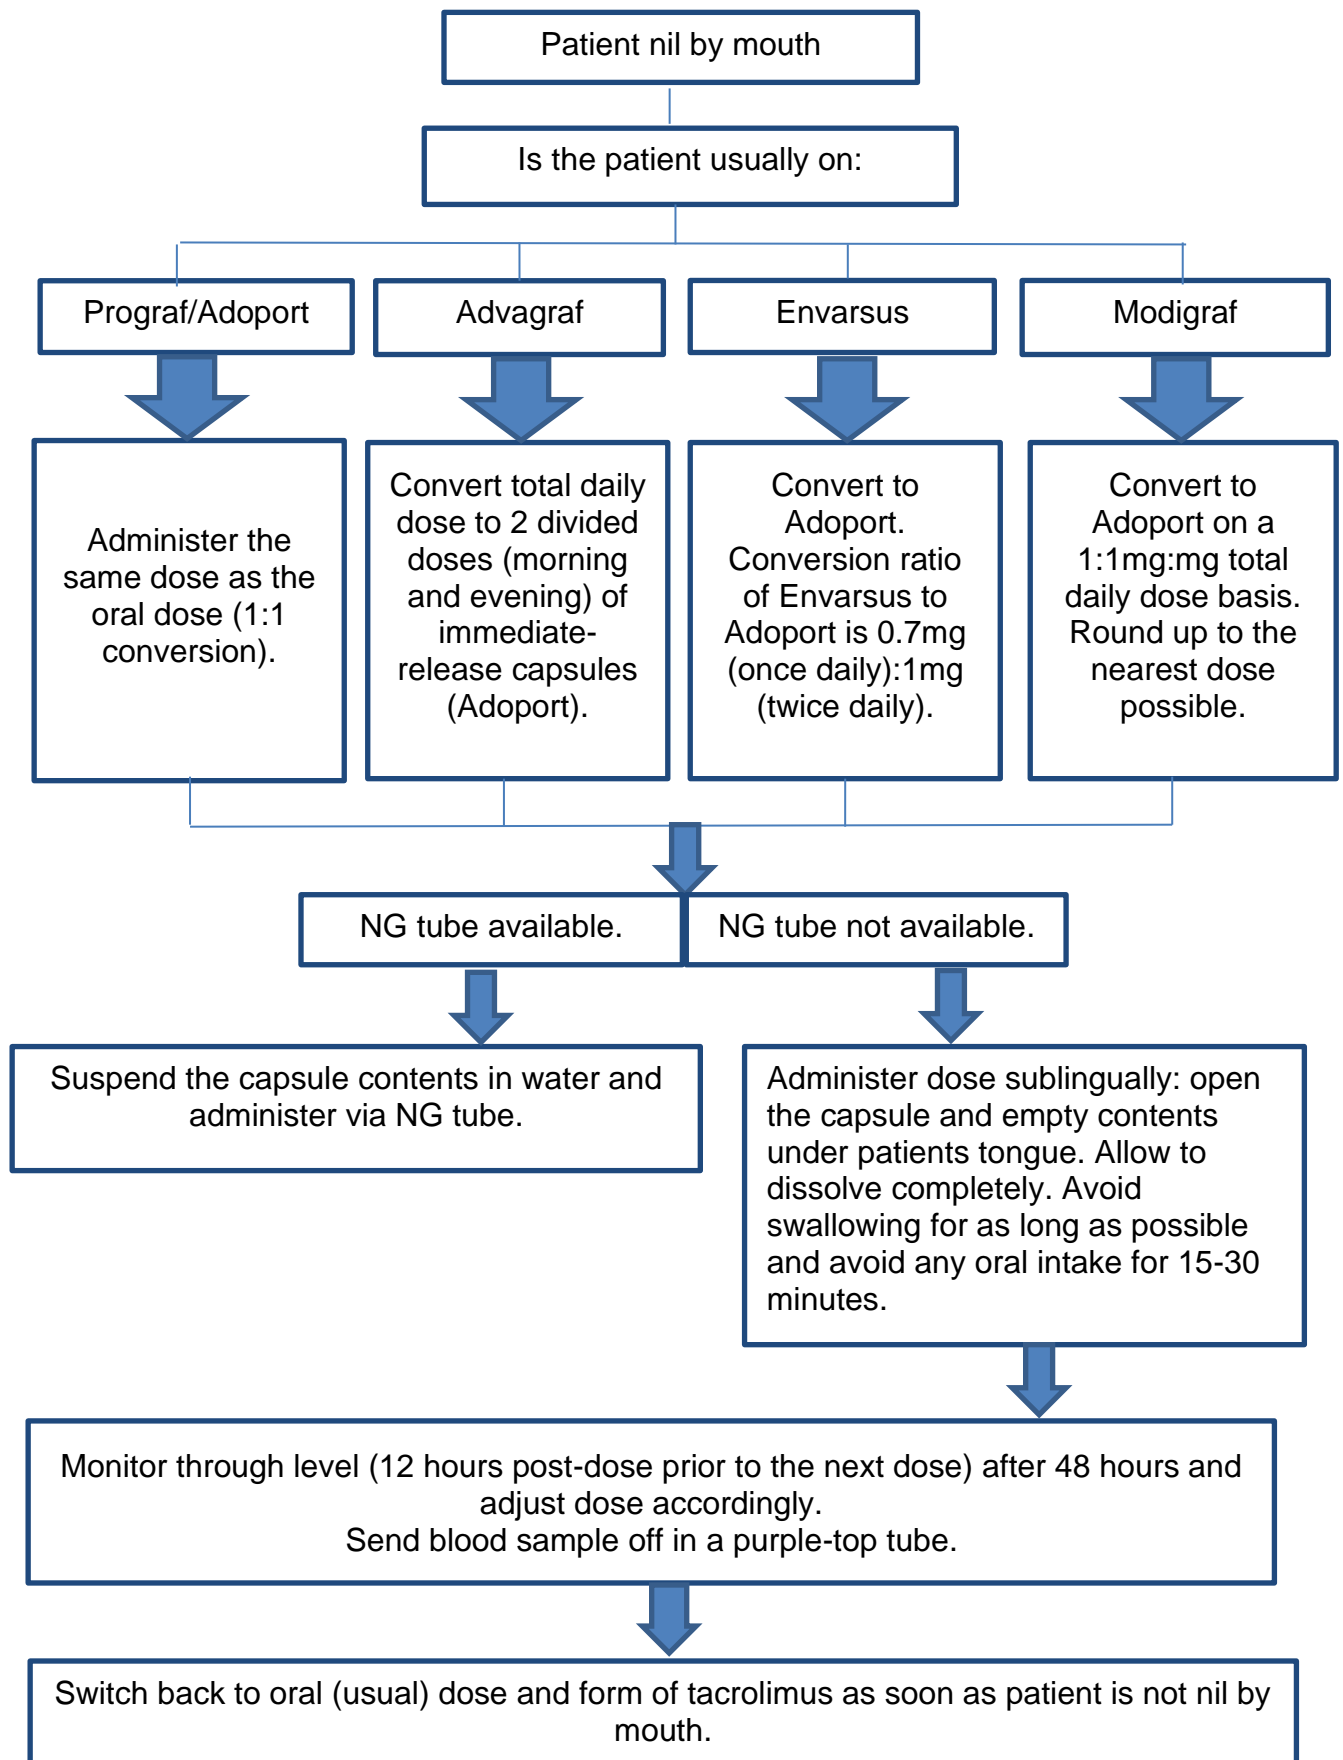 Patient nil by mouth
Is the patient usually on:
Prograf/Adoport
Advagraf
Envarsus
Modigraf
Administer the
same dose as the
oral dose (1:1
conversion).
Convert total daily
dose to 2 divided
doses (morning
and evening) of
immediate-
release capsules
(Adoport).
Convert to
Adoport.
Conversion ratio
of Envarsus to
Adoport is 0.7mg
(once daily):1mg
(twice daily).
Convert to
Adoport on a
1:1mg:mg total
daily dose basis.
Round up to the
nearest dose
possible.
NG tube available.
NG tube not available.
Suspend the capsule contents in water and
administer via NG tube.
Administer dose sublingually: open
the capsule and empty contents
under patients tongue. Allow to
dissolve completely. Avoid
swallowing for as long as possible
and avoid any oral intake for 15-30
minutes.
Monitor through level (12 hours post-dose prior to the next dose) after 48 hours and
adjust dose accordingly.
Send blood sample off in a purple-top tube.
Switch back to oral (usual) dose and form of tacrolimus as soon as patient is not nil by
mouth.